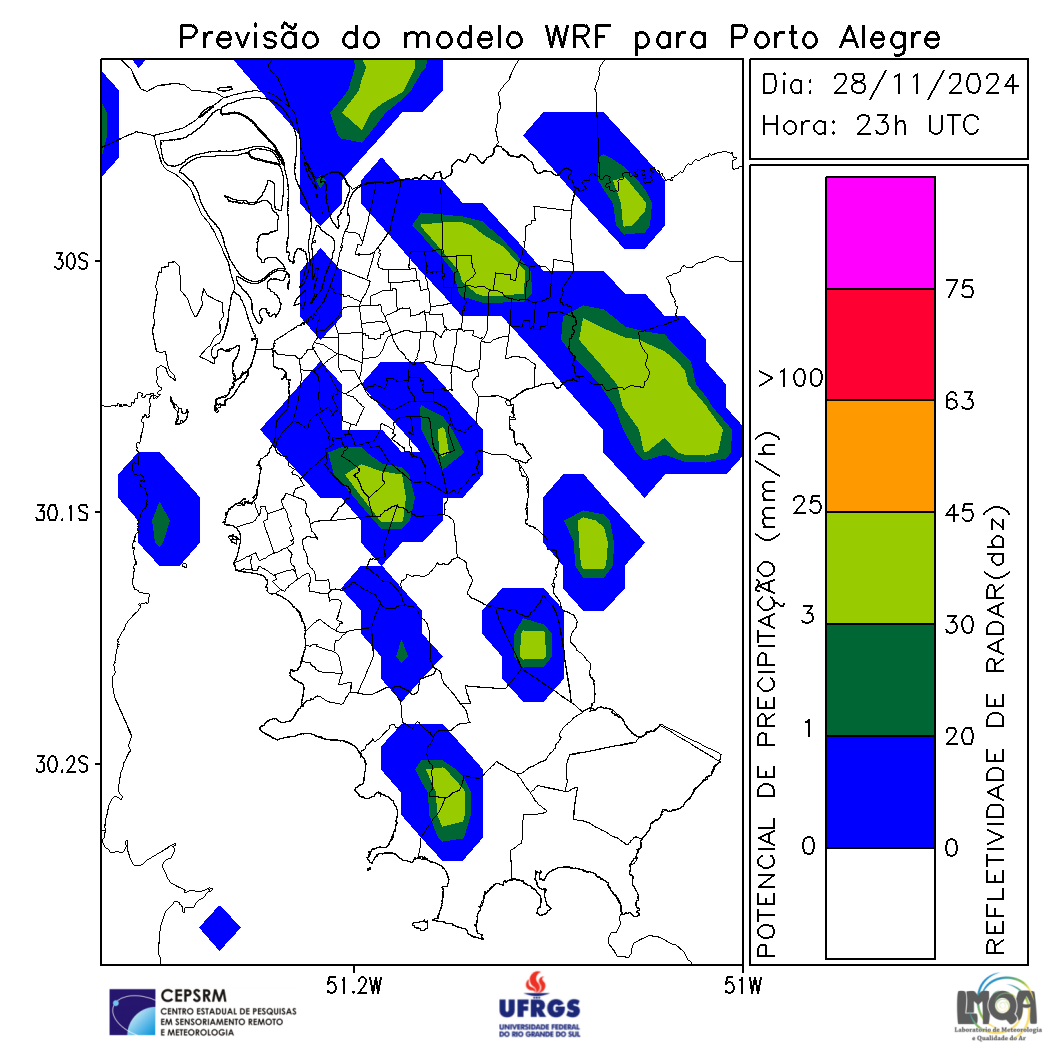 Previsão do modelo WRF para Porto Alegre
Dia: 28/11/2024
Hora: 23h UTC
30S
30.1S
30.2S
51.2W
51W
POTENCIAL DE PRECIPITAÇÃO (mm/h)
>100
25
3
1
0
75
63
45
30
20
0
REFLETIVIDADE DE RADAR(dbz)
CEPSRM
CENTRO ESTADUAL DE PESQUISAS
EM SENSORIAMENTO REMOTO
E METEOROLOGIA
UFRGS
UNIVERSIDADE FEDERAL
DO RIO GRANDE DO SUL
LMQA
Laboratório de Meteorologia
e Qualidade do Ar